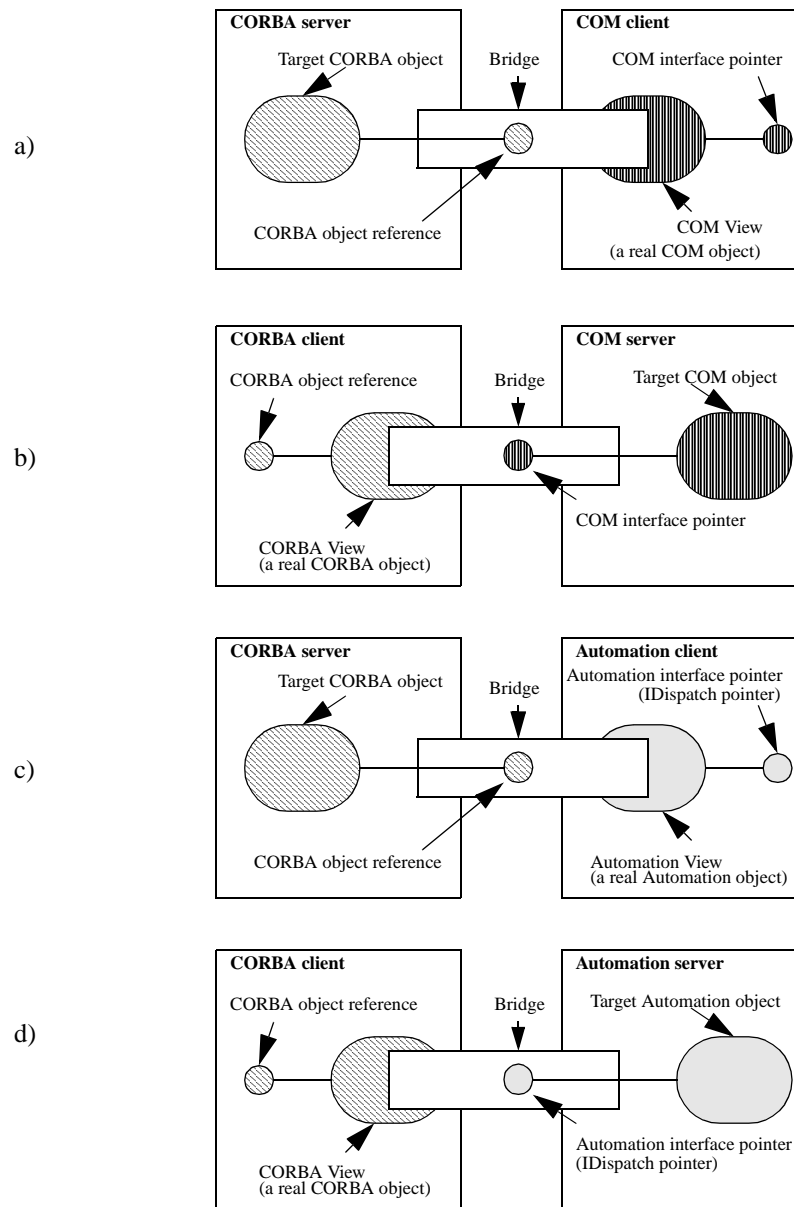 CORBA server
COM client
Target CORBA object
Bridge
COM interface pointer
a)
CORBA object reference
COM View
(a real COM object)
CORBA client
COM server
CORBA object reference
Bridge
Target COM object
b)
COM interface pointer
CORBA View
(a real CORBA object)
CORBA server
Automation client
Target CORBA object
Bridge
Automation interface pointer
(IDispatch pointer)
c)
CORBA object reference
Automation View
(a real Automation object)
CORBA client
Automation server
CORBA object reference
Bridge
Target Automation object
d)
Automation interface pointer
(IDispatch pointer)
CORBA View
(a real CORBA object)